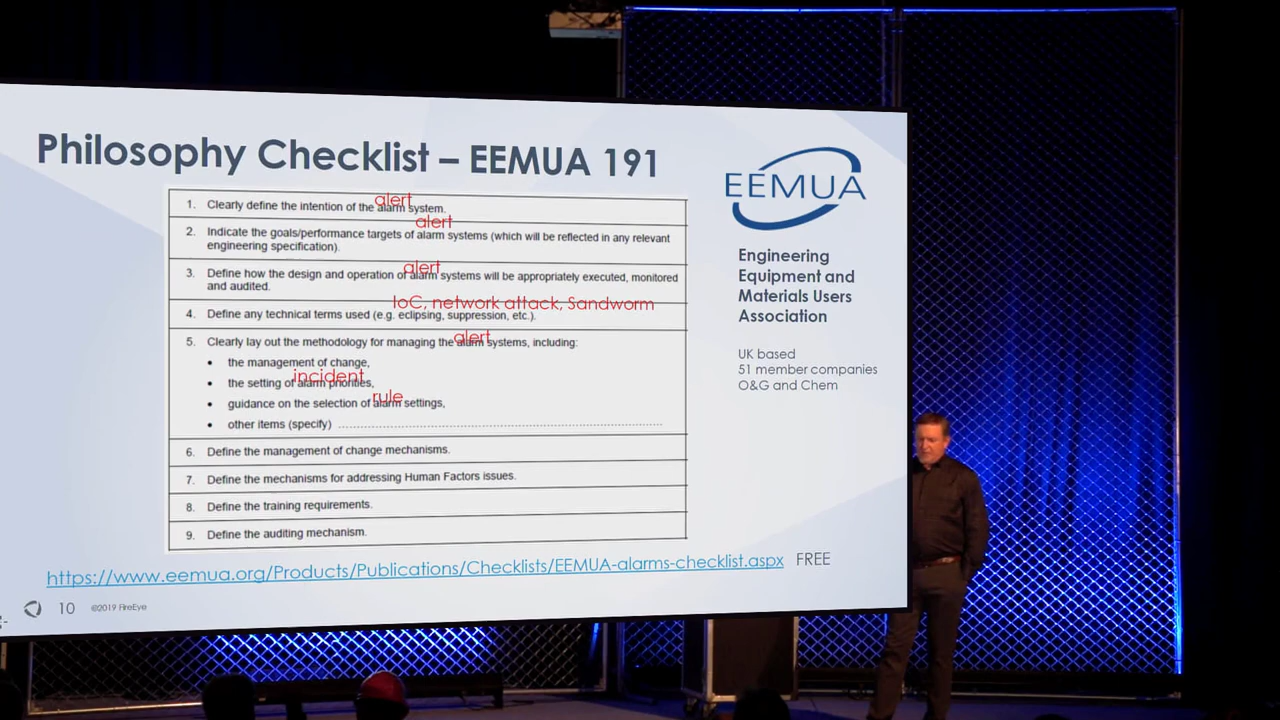 Philosophy Checklist – EEMUA 191
alert
1. Clearly define the intention of the alarm system.
alert
2. Indicate the goals/performance targets of alarm systems (which will be reflected in any relevant
engineering specification).
alert
3. Define how the design and operation of alarm systems will be appropriately executed, monitored
and audited.
IoC, network attack, Sandworm
4. Define any technical terms used (e.g. eclipsing, suppression, etc.).
alert
5. Clearly lay out the methodology for managing the alarm systems, including:
• the management of change,
incident
• the setting of alarm priorities,
rule
• guidance on the selection of alarm settings,
• other items (specify) ................................................................................
6. Define the management of change mechanisms.
7. Define the mechanisms for addressing Human Factors issues.
8. Define the training requirements.
9. Define the auditing mechanism.
https://www.eemua.org/Products/Publications/Checklists/EEMUA-alarms-checklist.aspx FREE
10 ©2019 FireEye
EEMUA
Engineering
Equipment and
Materials Users
Association
UK based
51 member companies
O&G and Chem